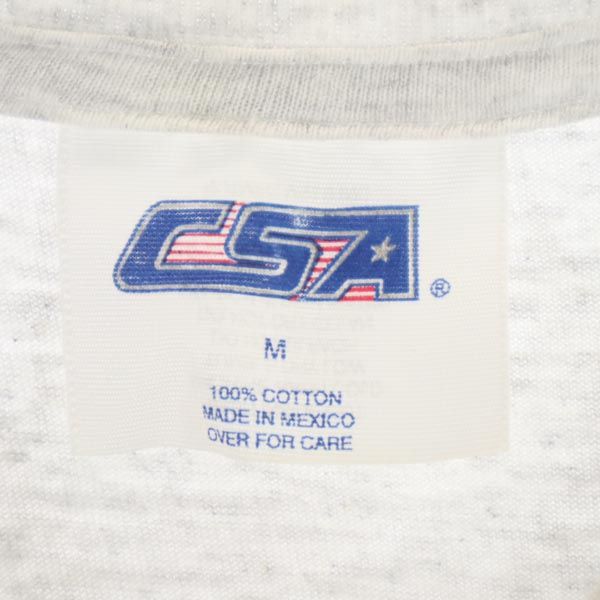 CSA®
M
100% COTTON
MADE IN MEXICO
OVER FOR CARE